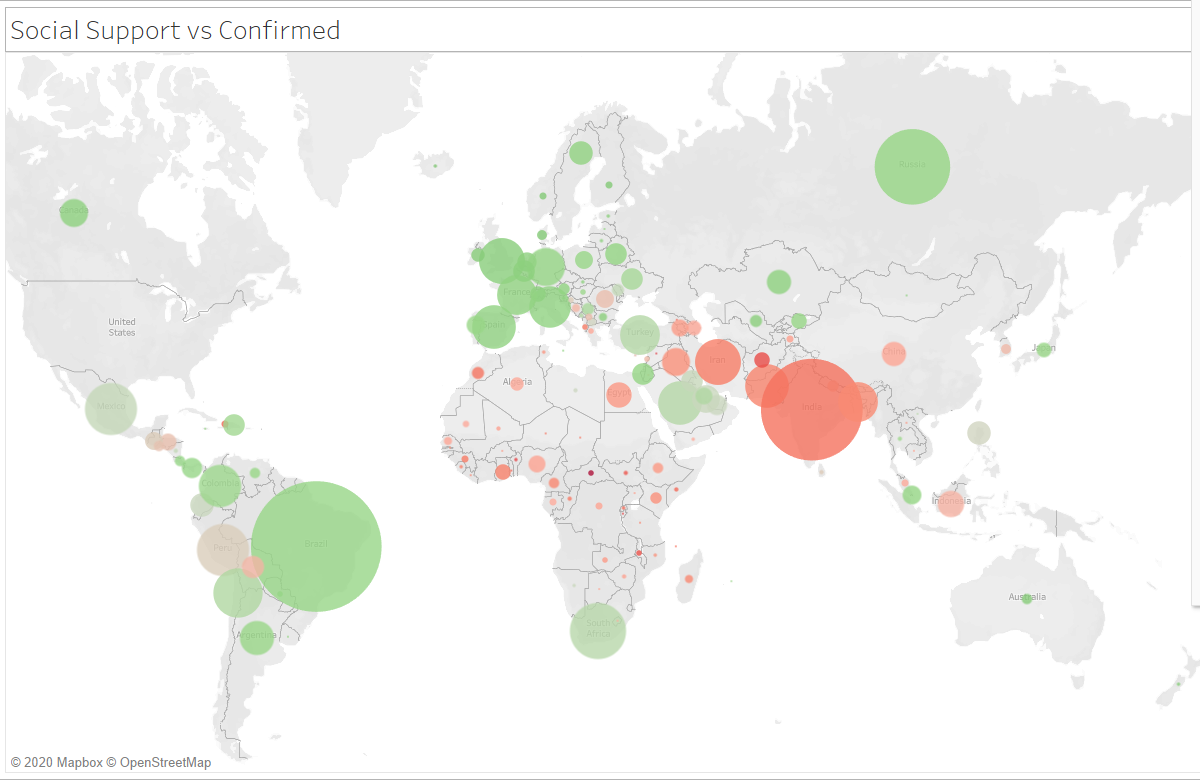 Social Support vs Confirmed
Russia
Canada
France
Spain
Turkey
United
States
Iran
China
Japan
Algeria
Egypt
India
Mexico
Colombia
Indonesia
Peru
Brazil
Australia
South
Africa
Argentina
© 2020 Mapbox © OpenStreetMap